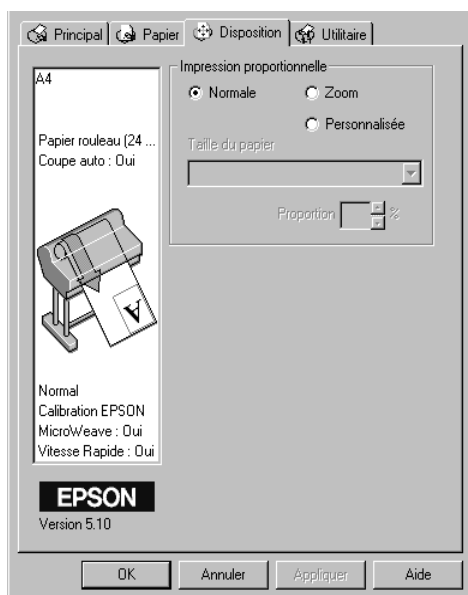 Principal Papier Disposition Utilitaire
A4
Papier rouleau (24 ...
Coupe auto : Oui
A
Normal
Calibration EPSON
MicroWeave : Oui
Vitesse Rapide : Oui
EPSON
Version 5.10
Impression proportionnelle
Normale Zoom
Personnalisée
Taille du papier
Proportion %
OK Annuler Appliquer Aide